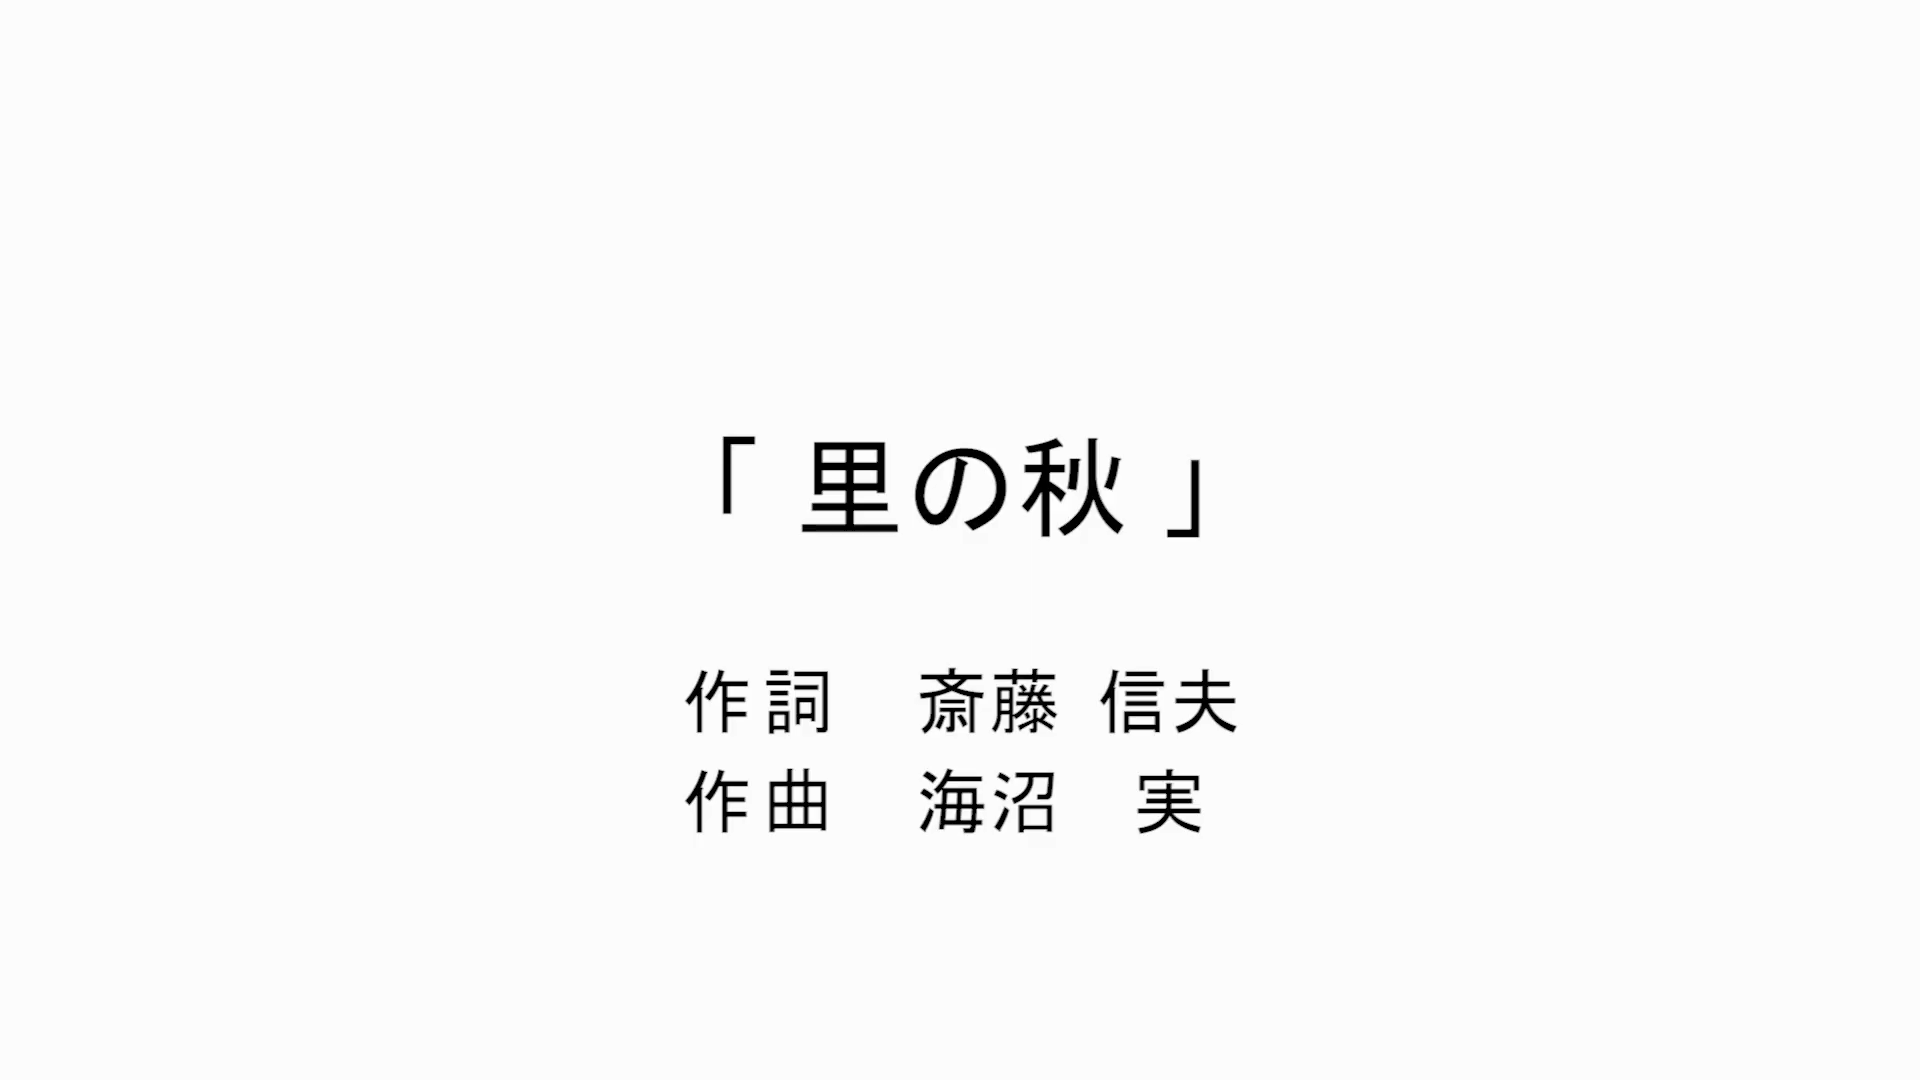 「 里の秋 」
作詞　斎藤 信夫
作曲　海沼　実